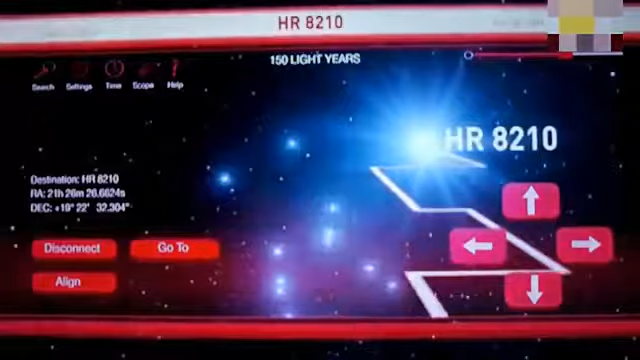 HR 8210
150 LIGHT YEARS
Search Settings Time Scope Help
HR 8210
Destination: HR 8210
RA: 21h 26m 26.6624s
DEC: +19° 22' 32.304"
Disconnect Go To
Align